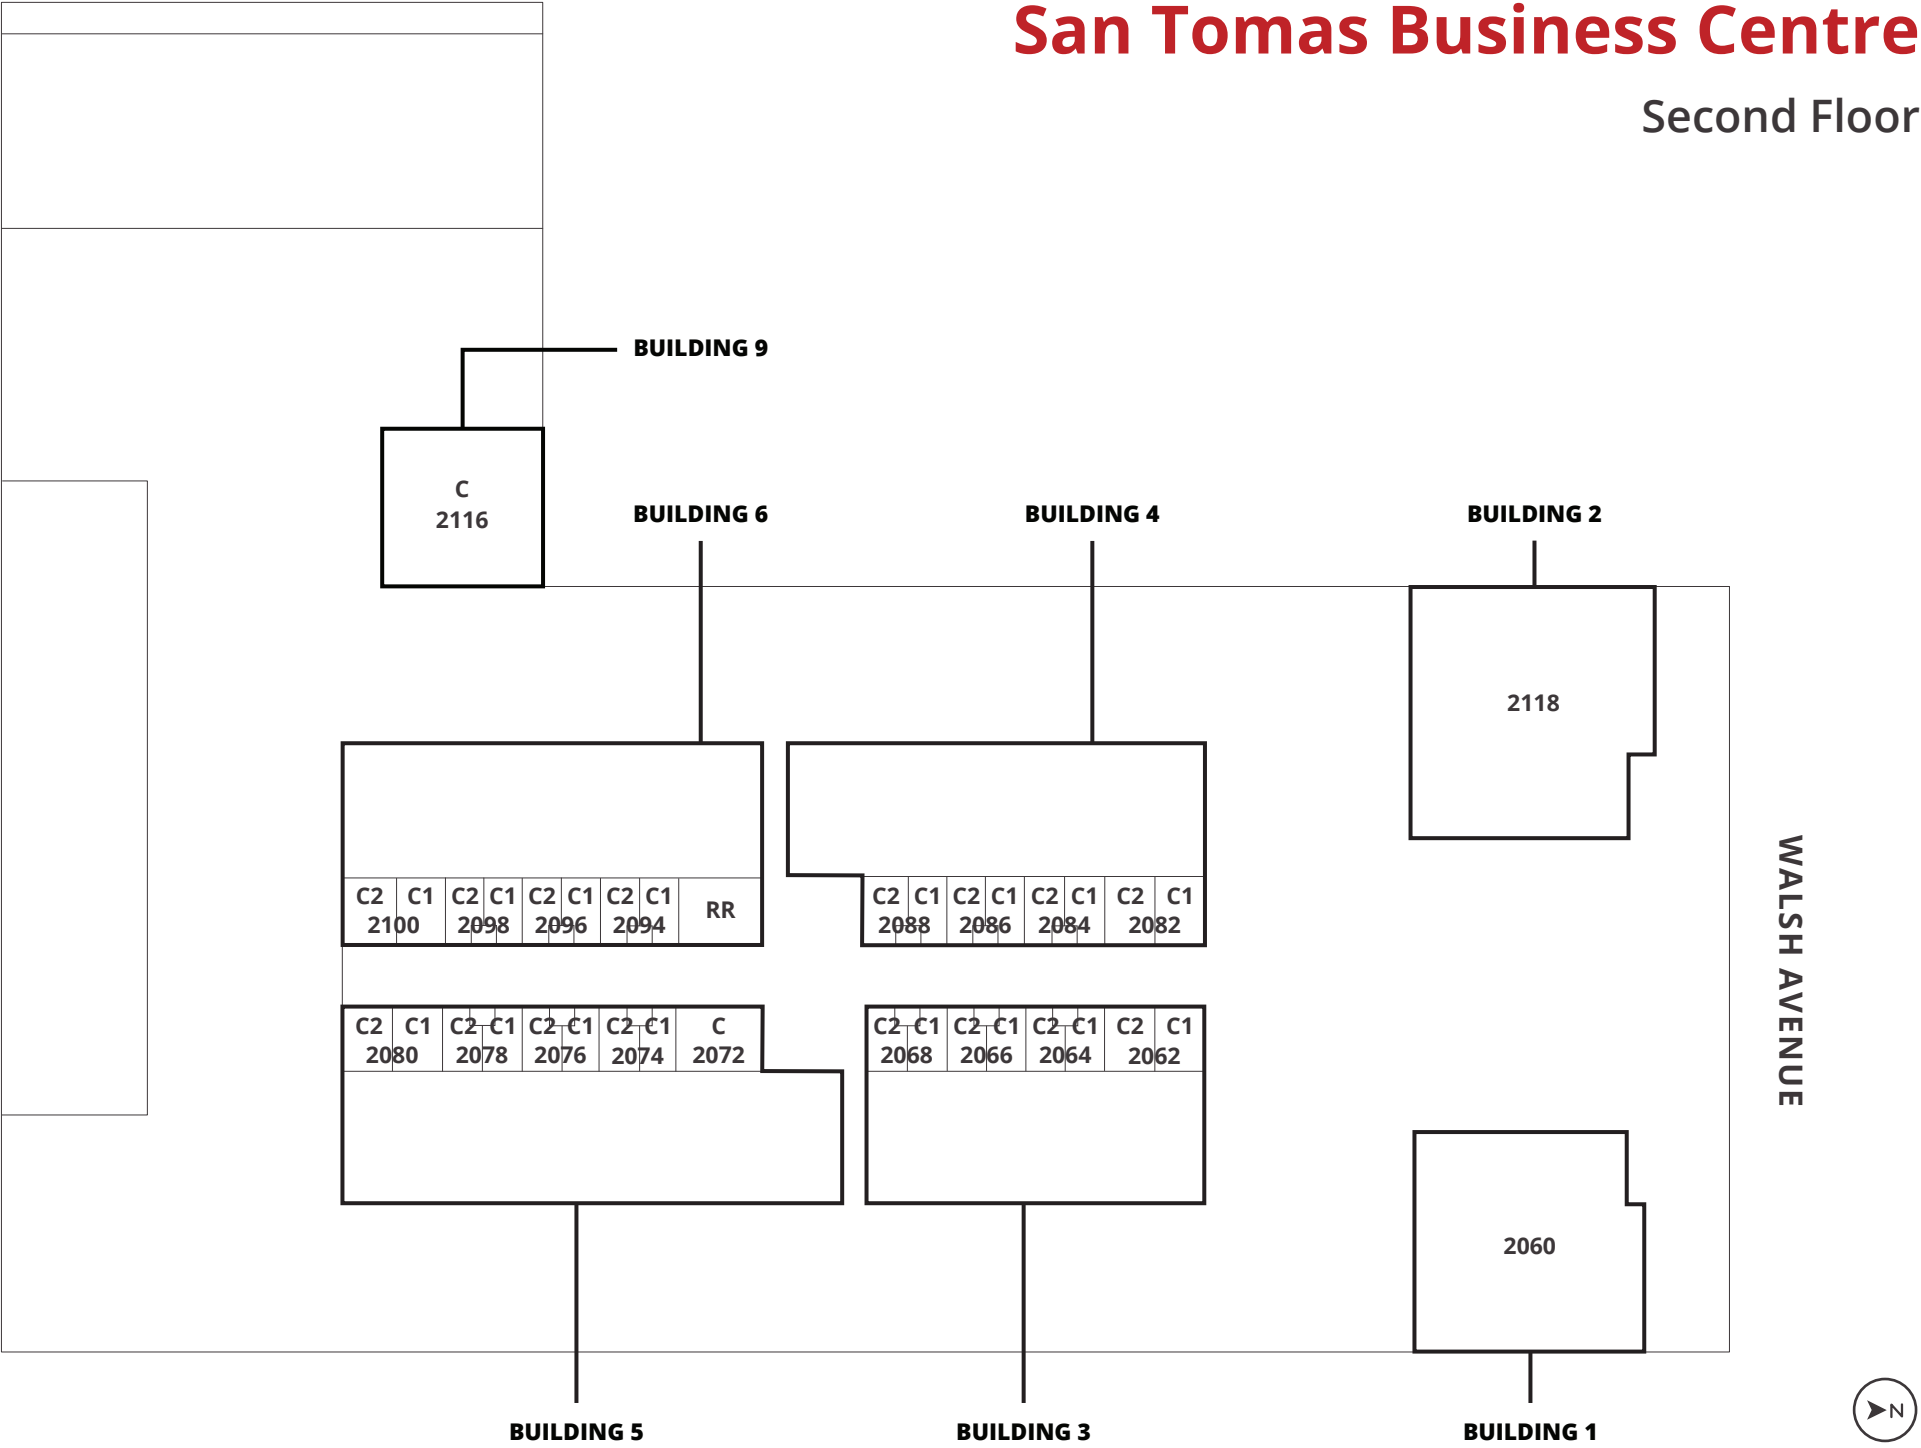 San Tomas Business Centre
Second Floor
BUILDING 9
C
2116
BUILDING 6
BUILDING 4
BUILDING 2
2118
C2 C1 C2 C1 C2 C1 C2 C1 RR
2100 2098 2096 2094
C2 C1 C2 C1 C2 C1 C2 C1
2088 2086 2084 2082
WALSH AVENUE
C2 C1 C2 C1 C2 C1 C2 C1 C
2080 2078 2076 2074 2072
C2 C1 C2 C1 C2 C1 C2 C1
2068 2066 2064 2062
2060
BUILDING 5
BUILDING 3
BUILDING 1
N